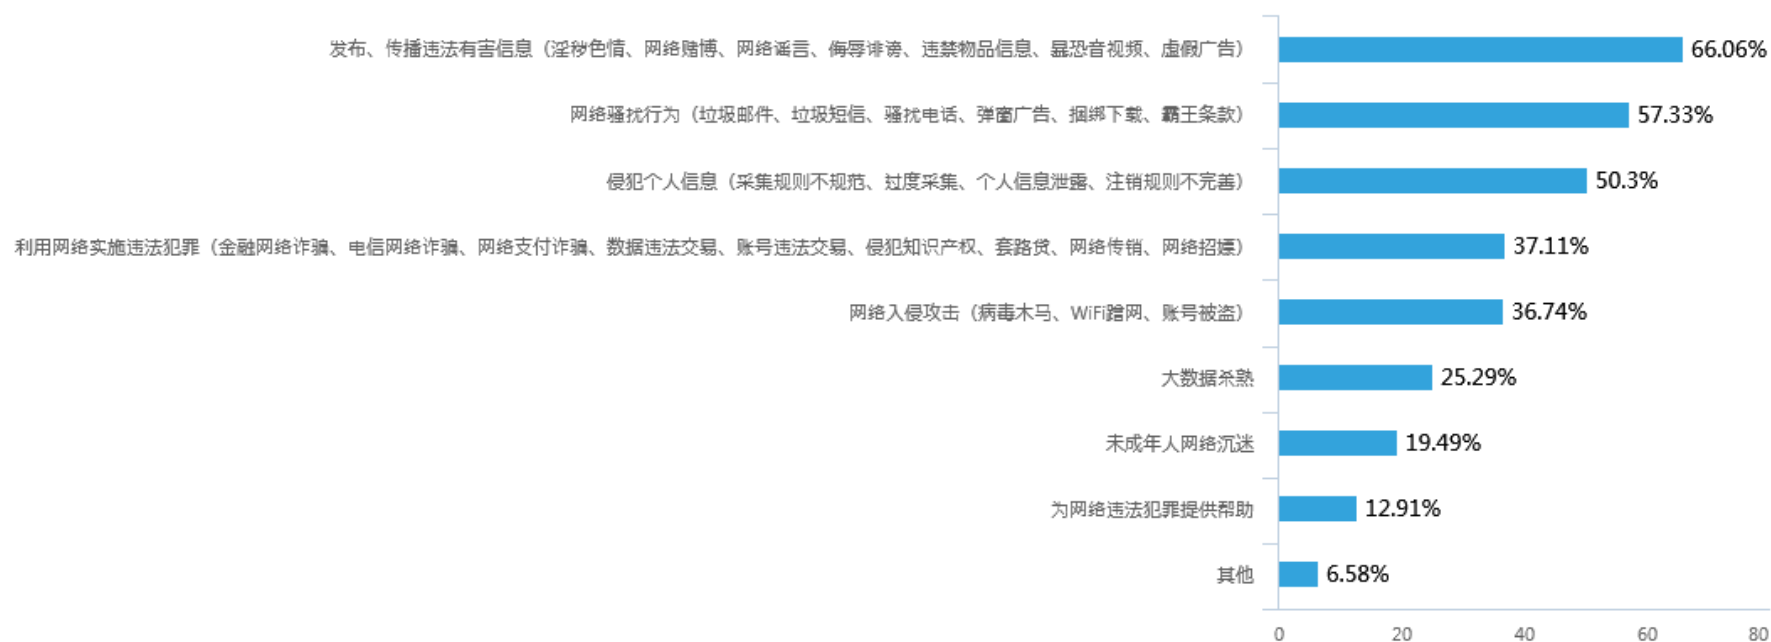 发布、传播违法有害信息（淫秽色情、网络赌博、网络谣言、侮辱诽谤、违禁物品信息、暴恐音视频、虚假广告） 66.06%
网络骚扰行为（垃圾邮件、垃圾短信、骚扰电话、弹窗广告、捆绑下载、霸王条款） 57.33%
侵犯个人信息（采集规则不规范、过度采集、个人信息泄露、注销规则不完善） 50.3%
利用网络实施违法犯罪（金融网络诈骗、电信网络诈骗、网络支付诈骗、数据违法交易、账号违法交易、侵犯知识产权、套路贷、网络传销、网络招嫖） 37.11%
网络入侵攻击（病毒木马、WiFi蹭网、账号被盗） 36.74%
大数据杀熟 25.29%
未成年人网络沉迷 19.49%
为网络违法犯罪提供帮助 12.91%
其他 6.58%
0 20 40 60 80